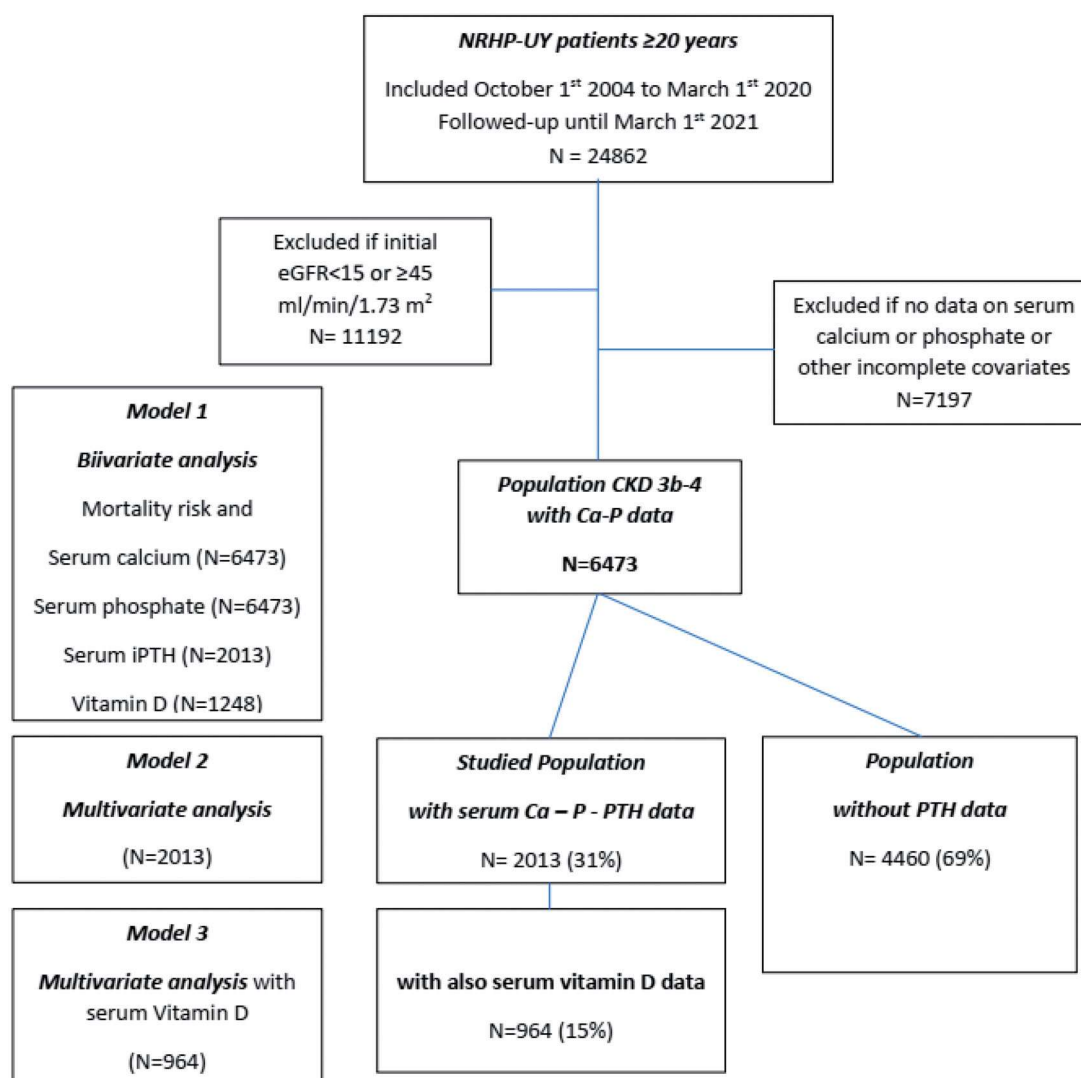 NRHP-UY patients ≥20 years
Included October 1st 2004 to March 1st 2020
Followed-up until March 1st 2021
N = 24862
Excluded if initial
eGFR<15 or ≥45
ml/min/1.73 m²
N= 11192
Excluded if no data on serum
calcium or phosphate or
other incomplete covariates
N=7197
Model 1
Biivariate analysis
Mortality risk and
Serum calcium (N=6473)
Serum phosphate (N=6473)
Serum iPTH (N=2013)
Vitamin D (N=1248)
Population CKD 3b-4
with Ca-P data
N=6473
Model 2
Multivariate analysis
(N=2013)
Studied Population
with serum Ca – P - PTH data
N= 2013 (31%)
Population
without PTH data
N= 4460 (69%)
Model 3
Multivariate analysis with
serum Vitamin D
(N=964)
with also serum vitamin D data
N=964 (15%)